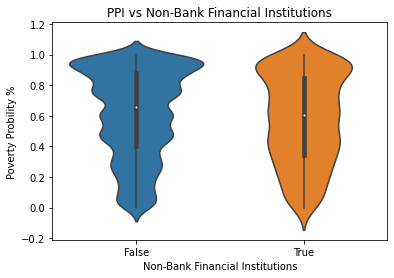 PPI vs Non-Bank Financial Institutions
1.2
1.0
0.8
0.6
0.4
0.2
0.0
−0.2
Poverty Probility %
False
True
Non-Bank Financial Institutions